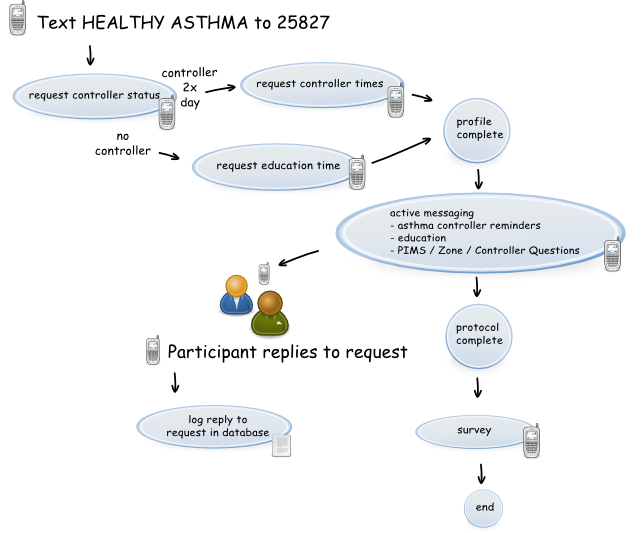 Text HEALTHY ASTHMA to 25827
request controller status
controller
2x
day
request controller times
no
controller
request education time
profile
complete
active messaging
- asthma controller reminders
- education
- PIMS / Zone / Controller Questions
protocol
complete
Participant replies to request
log reply to
request in database
survey
end